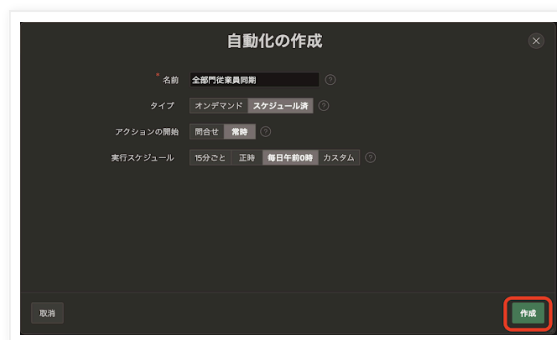 自動化の作成
* 名前 全部門従業員同期
タイプ オンデマンド スケジュール済
アクションの開始 問合せ 常時
実行スケジュール 15分ごと 正時 毎日午前0時 カスタム
取消 作成